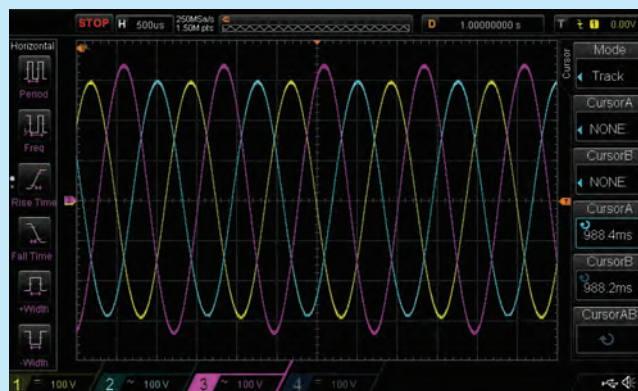 STOP H 500us 250MSa/s 1.50M pts D 1.00000000 s T 1 0.00V
Horizontal
Period
Freq
Rise Time
Fall Time
+Width
-Width
Cursor
Mode
Track
CursorA
NONE
CursorB
NONE
CursorA
988.4ms
CursorB
988.2ms
CursorAB
T
1 100V 2 ~ 100V 3 ~ 100V 4 100V